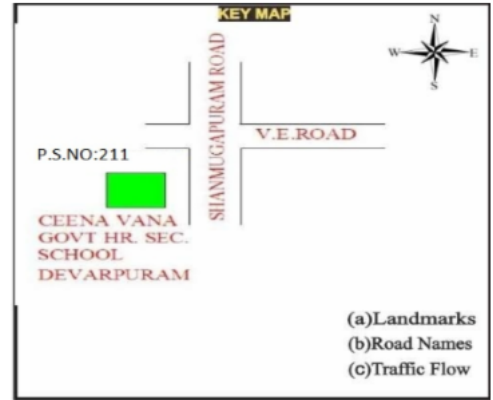 KEY MAP
N
W
E
S
SHANMUGAPURAM ROAD
V.E.ROAD
P.S.NO:211
CEENA VANA
GOVT HR. SEC.
SCHOOL
DEVARPURAM
(a)Landmarks
(b)Road Names
(c)Traffic Flow